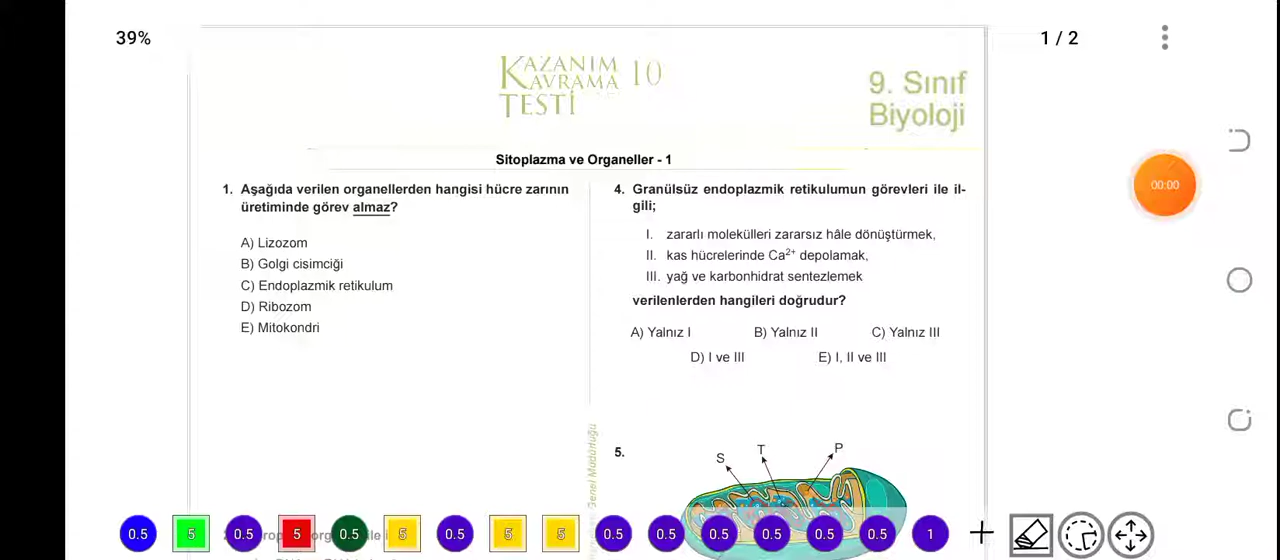 39%
1 / 2
KAZANIM
KAVRAMA 10
TESTİ
9. Sınıf
Biyoloji
00:00
Sitoplazma ve Organeller - 1
1. Aşağıda verilen organellerden hangisi hücre zarının
üretiminde görev almaz?
A) Lizozom
B) Golgi cisimciği
C) Endoplazmik retikulum
D) Ribozom
E) Mitokondri
4. Granülsüz endoplazmik retikulumun görevleri ile il-
gili;
I. zararlı molekülleri zararsız hâle dönüştürmek,
II. kas hücrelerinde Ca²⁺ depolamak,
III. yağ ve karbonhidrat sentezlemek
verilenlerden hangileri doğrudur?
A) Yalnız I B) Yalnız II C) Yalnız III
D) I ve III E) I, II ve III
Genel Müdürlüğü
5.
S T P
0.5 5 0.5 5 0.5 5 0.5 5 5 0.5 0.5 0.5 0.5 0.5 0.5 1